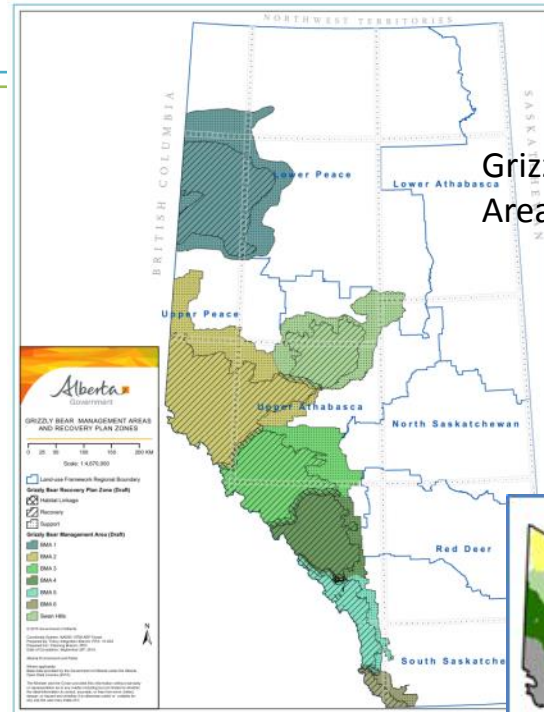 NORTHWEST TERRITORIES
BRITISH COLUMBIA
SASKATCHEWAN
Lower Peace
Lower Athabasca
Griz
Area
Upper Peace
Upper Athabasca
North Saskatchewan
Red Deer
South Saskatche
Alberta
Government
GRIZZLY BEAR MANAGEMENT AREAS
AND RECOVERY PLAN ZONES
0 25 50 100 150 200 KM
Land-use Framework Regional Boundary
Grizzly Bear Recovery Plan Zone (Draft)
Habitat Linkage
Recovery
Support
Grizzly Bear Management Area (Draft)
BMA 1
BMA 2
BMA 3
BMA 4
BMA 5
BMA 6
Swan Hills
N